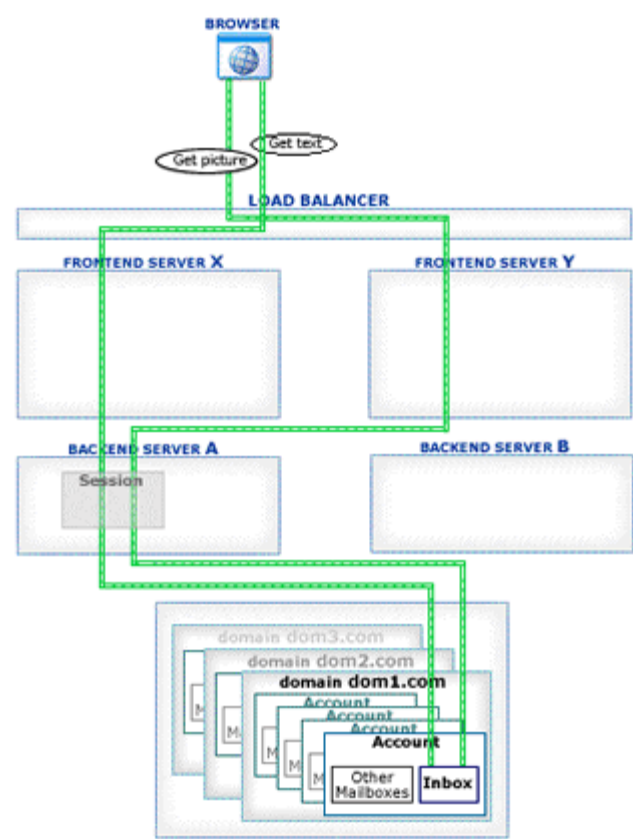 BROWSER
Get text
Get picture
LOAD BALANCER
FRONTEND SERVER X
FRONTEND SERVER Y
BACKEND SERVER A
BACKEND SERVER B
Session
domain dom3.com
domain dom2.com
domain dom1.com
Account
Account
Account
Account
M
M
M
M
M
Other
Mailboxes
Inbox